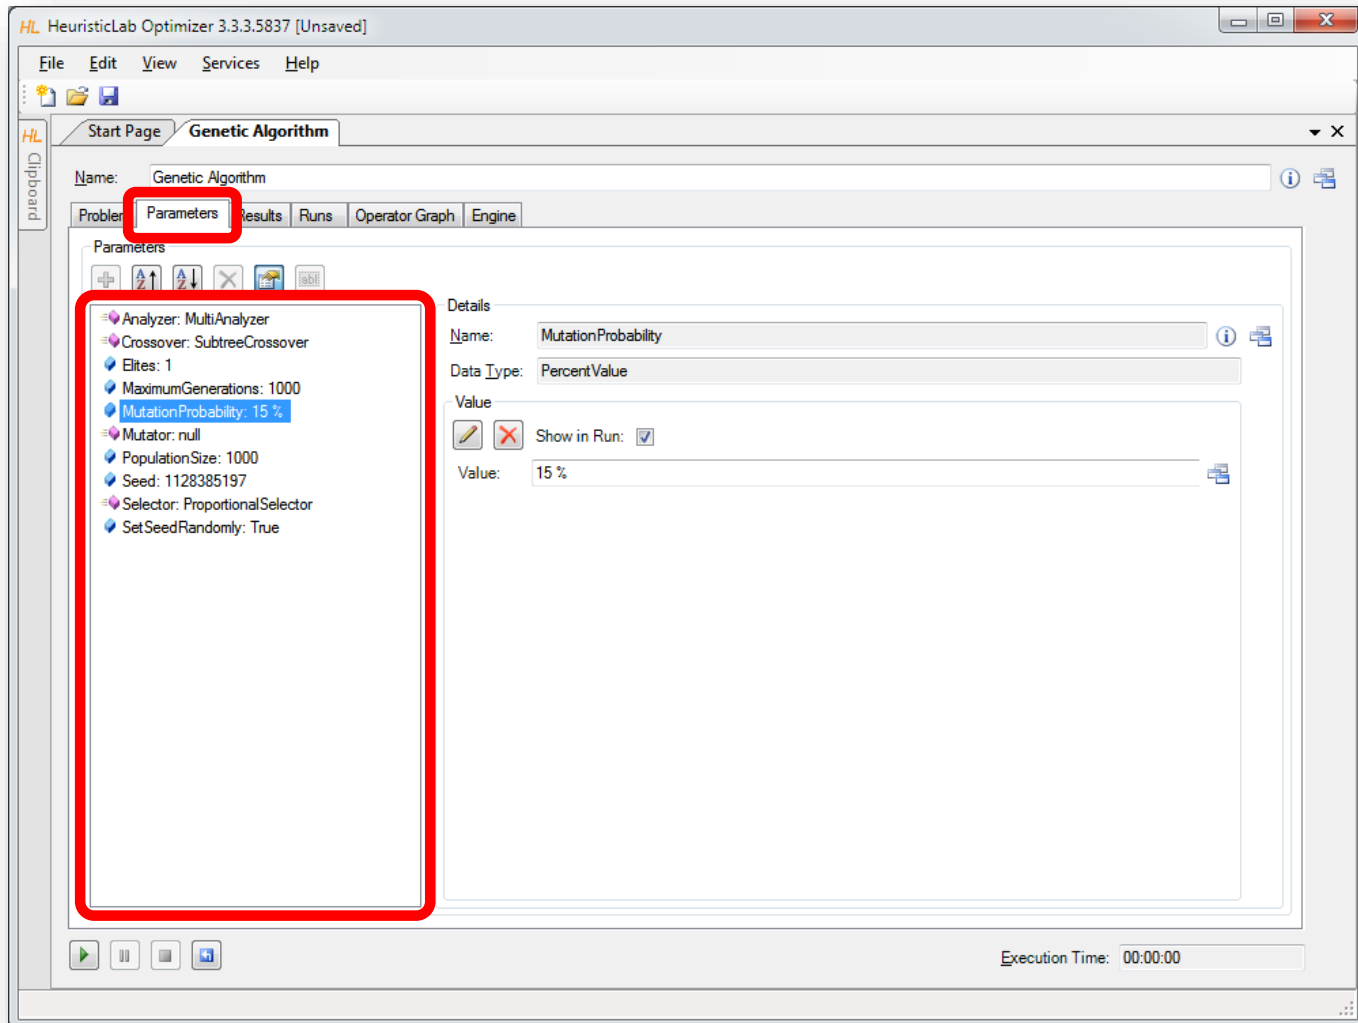 HL HeuristicLab Optimizer 3.3.3.5837 [Unsaved]
File Edit View Services Help
HL Clipboard
Start Page Genetic Algorithm
Name: Genetic Algorithm
Problem Parameters Results Runs Operator Graph Engine
Parameters
Analyzer: MultiAnalyzer
Crossover: SubtreeCrossover
Elites: 1
MaximumGenerations: 1000
MutationProbability: 15 %
Mutator: null
PopulationSize: 1000
Seed: 1128385197
Selector: ProportionalSelector
SetSeedRandomly: True
Details
Name: MutationProbability
Data Type: PercentValue
Value
Show in Run:
Value: 15 %
Execution Time: 00:00:00